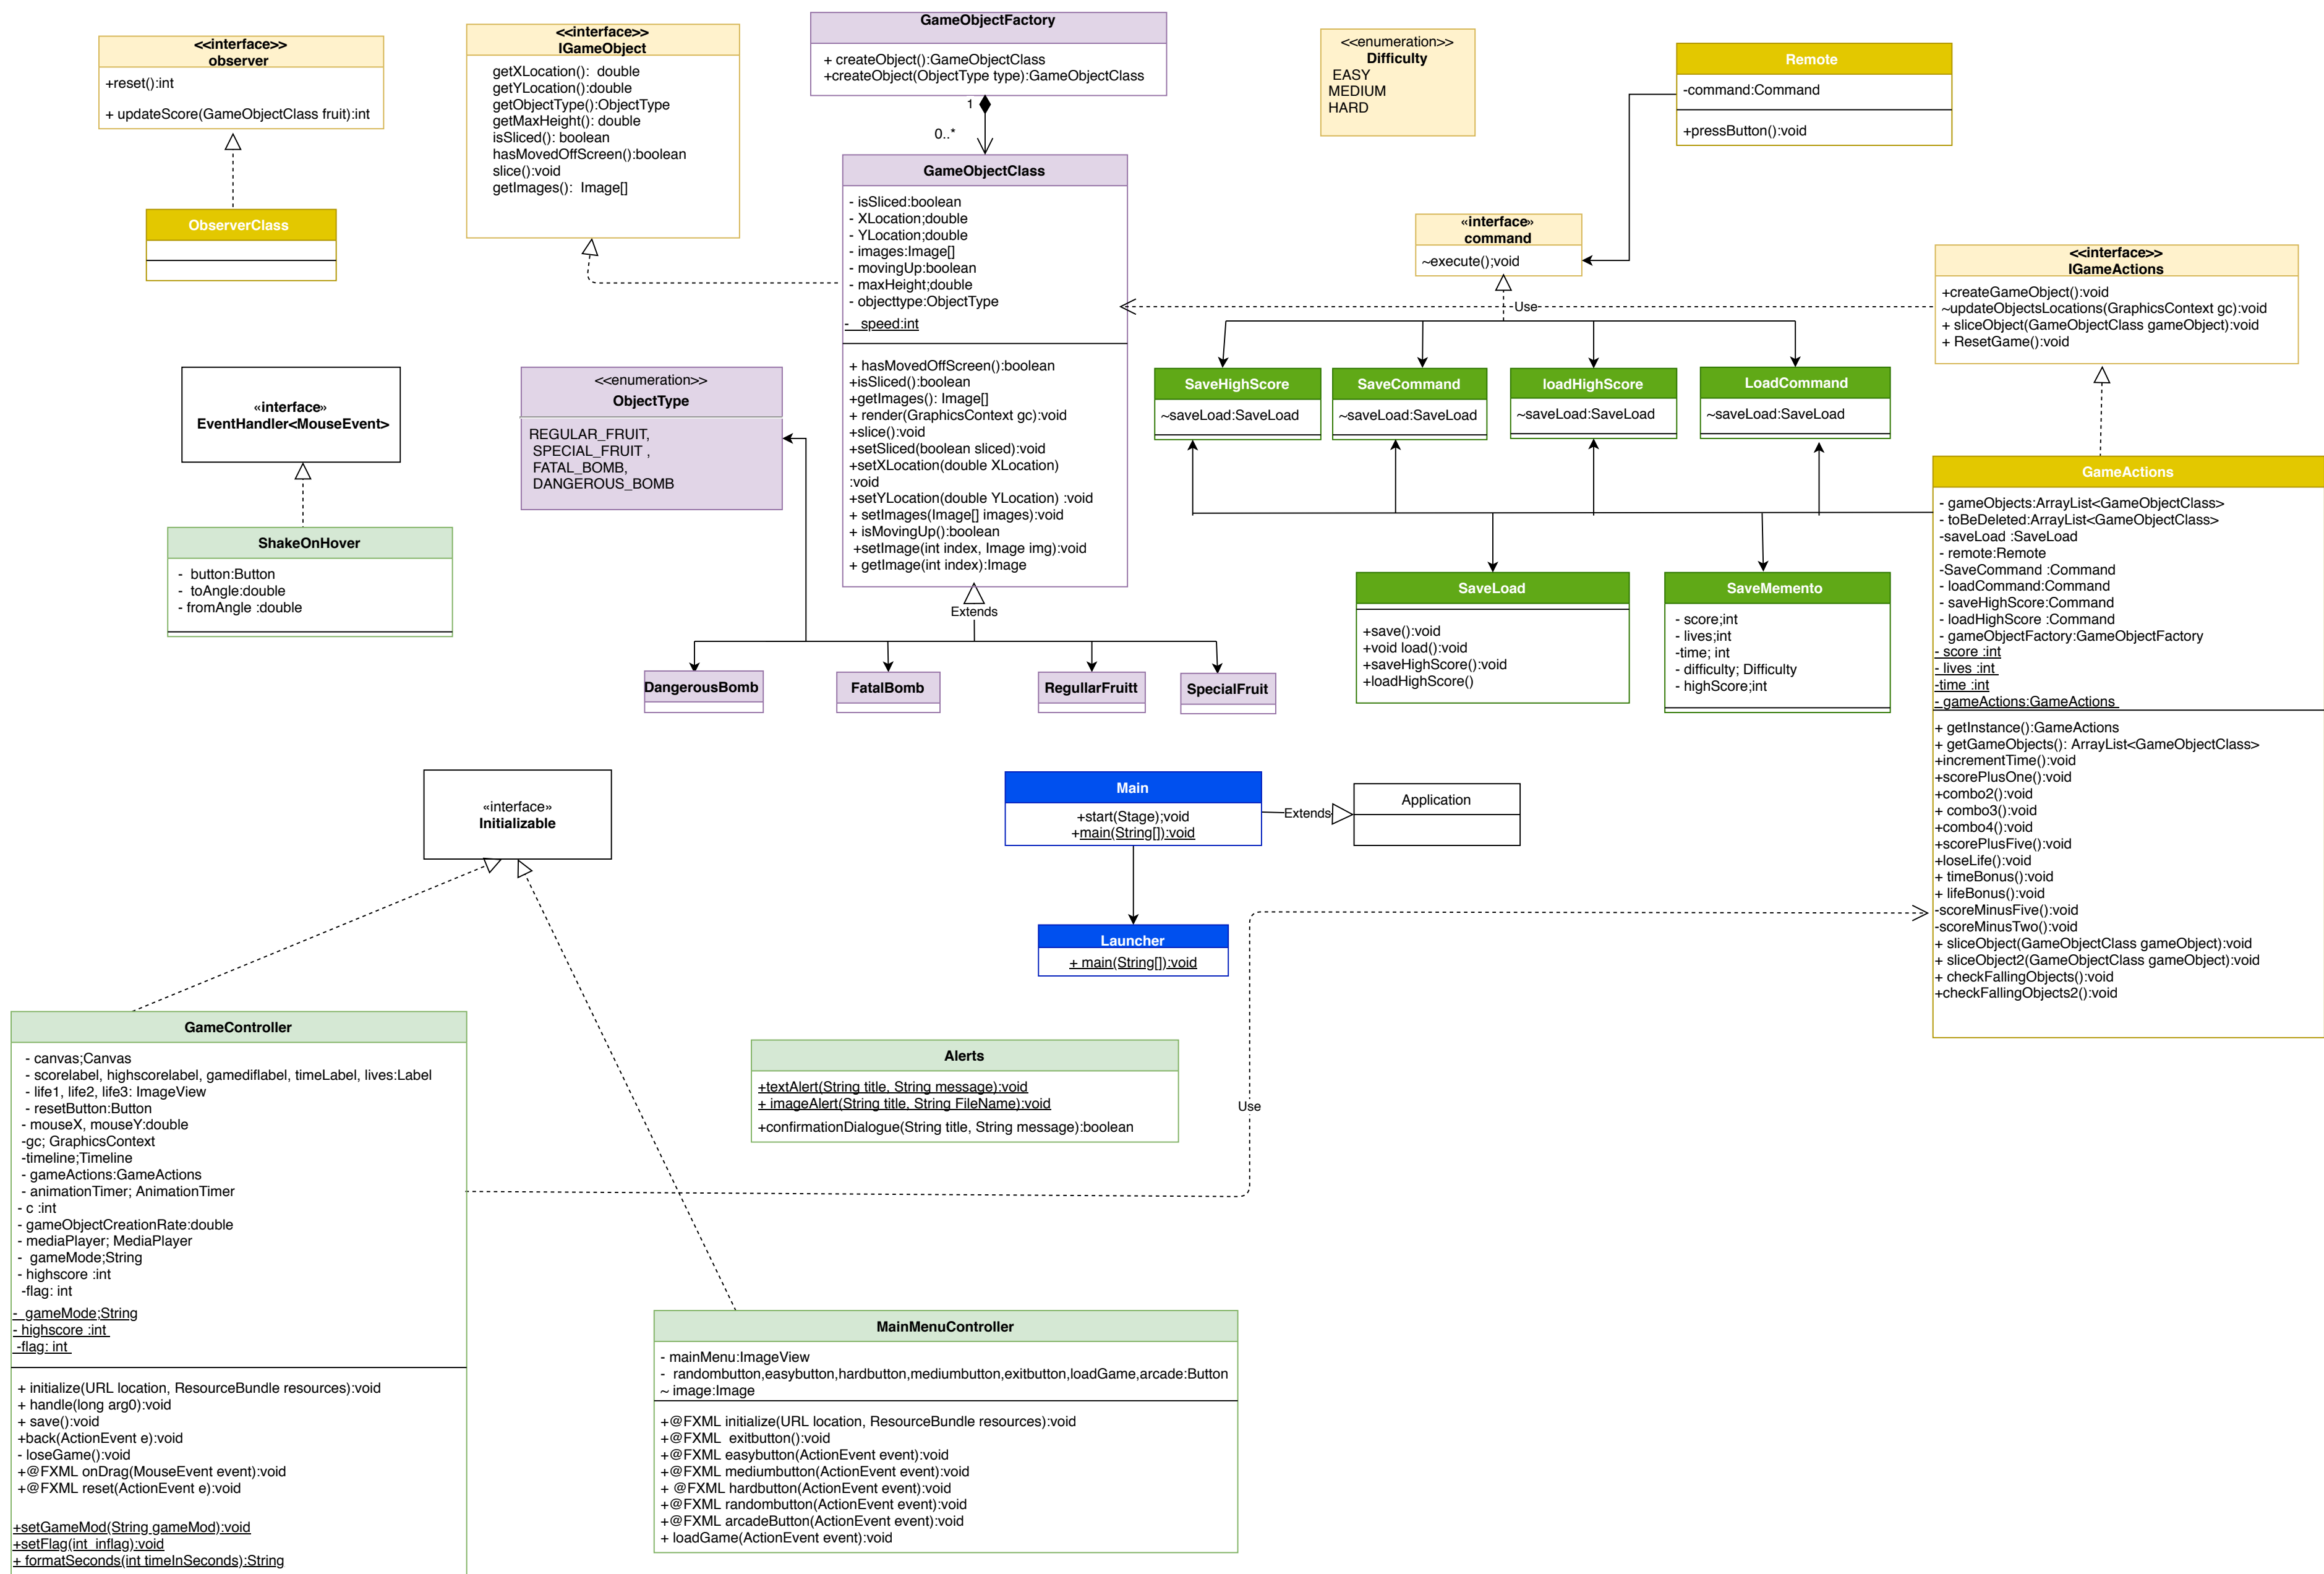 <<interface>>
observer
+reset():int
+ updateScore(GameObjectClass fruit):int
ObserverClass
<<interface>>
IGameObject
getXLocation():  double
getYLocation():double
getObjectType():ObjectType
getMaxHeight(): double
isSliced(): boolean
hasMovedOffScreen():boolean
slice():void
getImages():  Image[]
GameObjectFactory
+ createObject():GameObjectClass
+createObject(ObjectType type):GameObjectClass
1
0..*
GameObjectClass
- isSliced:boolean
- XLocation;double
- YLocation;double
- images:Image[]
- movingUp:boolean
- maxHeight;double
- objecttype:ObjectType
-   speed:int
+ hasMovedOffScreen():boolean
+isSliced():boolean
+getImages(): Image[]
+ render(GraphicsContext gc):void
+slice():void
+setSliced(boolean sliced):void
+setXLocation(double XLocation)
:void
+setYLocation(double YLocation) :void
+ setImages(Image[] images):void
+ isMovingUp():boolean
+setImage(int index, Image img):void
+ getImage(int index):Image
Extends
<<enumeration>>
Difficulty
EASY
MEDIUM
HARD
Remote
-command:Command
+pressButton():void
«interface»
command
~execute();void
Use
<<interface>>
IGameActions
+createGameObject():void
~updateObjectsLocations(GraphicsContext gc):void
+ sliceObject(GameObjectClass gameObject):void
+ ResetGame():void
«interface»
EventHandler<MouseEvent>
ShakeOnHover
-  button:Button
-  toAngle:double
- fromAngle :double
<<enumeration>>
ObjectType
REGULAR_FRUIT,
SPECIAL_FRUIT ,
FATAL_BOMB,
DANGEROUS_BOMB
SaveHighScore
~saveLoad:SaveLoad
SaveCommand
~saveLoad:SaveLoad
loadHighScore
~saveLoad:SaveLoad
LoadCommand
~saveLoad:SaveLoad
SaveLoad
+save():void
+void load():void
+saveHighScore():void
+loadHighScore()
SaveMemento
- score;int
- lives;int
-time; int
- difficulty; Difficulty
- highScore;int
GameActions
- gameObjects:ArrayList<GameObjectClass>
- toBeDeleted:ArrayList<GameObjectClass>
-saveLoad :SaveLoad
- remote:Remote
-SaveCommand :Command
- loadCommand:Command
- saveHighScore:Command
- loadHighScore :Command
- gameObjectFactory:GameObjectFactory
- score :int
- lives :int
-time :int
- gameActions:GameActions
+ getInstance():GameActions
+ getGameObjects(): ArrayList<GameObjectClass>
+incrementTime():void
+scorePlusOne():void
+combo2():void
+ combo3():void
+combo4():void
+scorePlusFive():void
+loseLife():void
+ timeBonus():void
+ lifeBonus():void
-scoreMinusFive():void
-scoreMinusTwo():void
+ sliceObject(GameObjectClass gameObject):void
+ sliceObject2(GameObjectClass gameObject):void
+ checkFallingObjects():void
+checkFallingObjects2():void
DangerousBomb
FatalBomb
RegullarFruitt
SpecialFruit
«interface»
Initializable
Main
+start(Stage);void
+main(String[]):void
Extends
Application
Launcher
+ main(String[]):void
GameController
- canvas;Canvas
- scorelabel, highscorelabel, gamediflabel, timeLabel, lives:Label
- life1, life2, life3: ImageView
- resetButton:Button
- mouseX, mouseY:double
-gc; GraphicsContext
-timeline;Timeline
- gameActions:GameActions
- animationTimer; AnimationTimer
- c :int
- gameObjectCreationRate:double
- mediaPlayer; MediaPlayer
-  gameMode;String
- highscore :int
-flag: int
-  gameMode;String
- highscore :int
-flag: int
+ initialize(URL location, ResourceBundle resources):void
+ handle(long arg0):void
+ save():void
+back(ActionEvent e):void
- loseGame():void
+@FXML onDrag(MouseEvent event):void
+@FXML reset(ActionEvent e):void
+setGameMod(String gameMod):void
+setFlag(int  inflag):void
+ formatSeconds(int timeInSeconds):String
Alerts
+textAlert(String title, String message):void
+ imageAlert(String title, String FileName):void
+confirmationDialogue(String title, String message):boolean
Use
MainMenuController
- mainMenu:ImageView
-  randombutton,easybutton,hardbutton,mediumbutton,exitbutton,loadGame,arcade:Button
~ image:Image
+@FXML initialize(URL location, ResourceBundle resources):void
+@FXML  exitbutton():void
+@FXML easybutton(ActionEvent event):void
+@FXML mediumbutton(ActionEvent event):void
+ @FXML hardbutton(ActionEvent event):void
+@FXML randombutton(ActionEvent event):void
+@FXML arcadeButton(ActionEvent event):void
+ loadGame(ActionEvent event):void